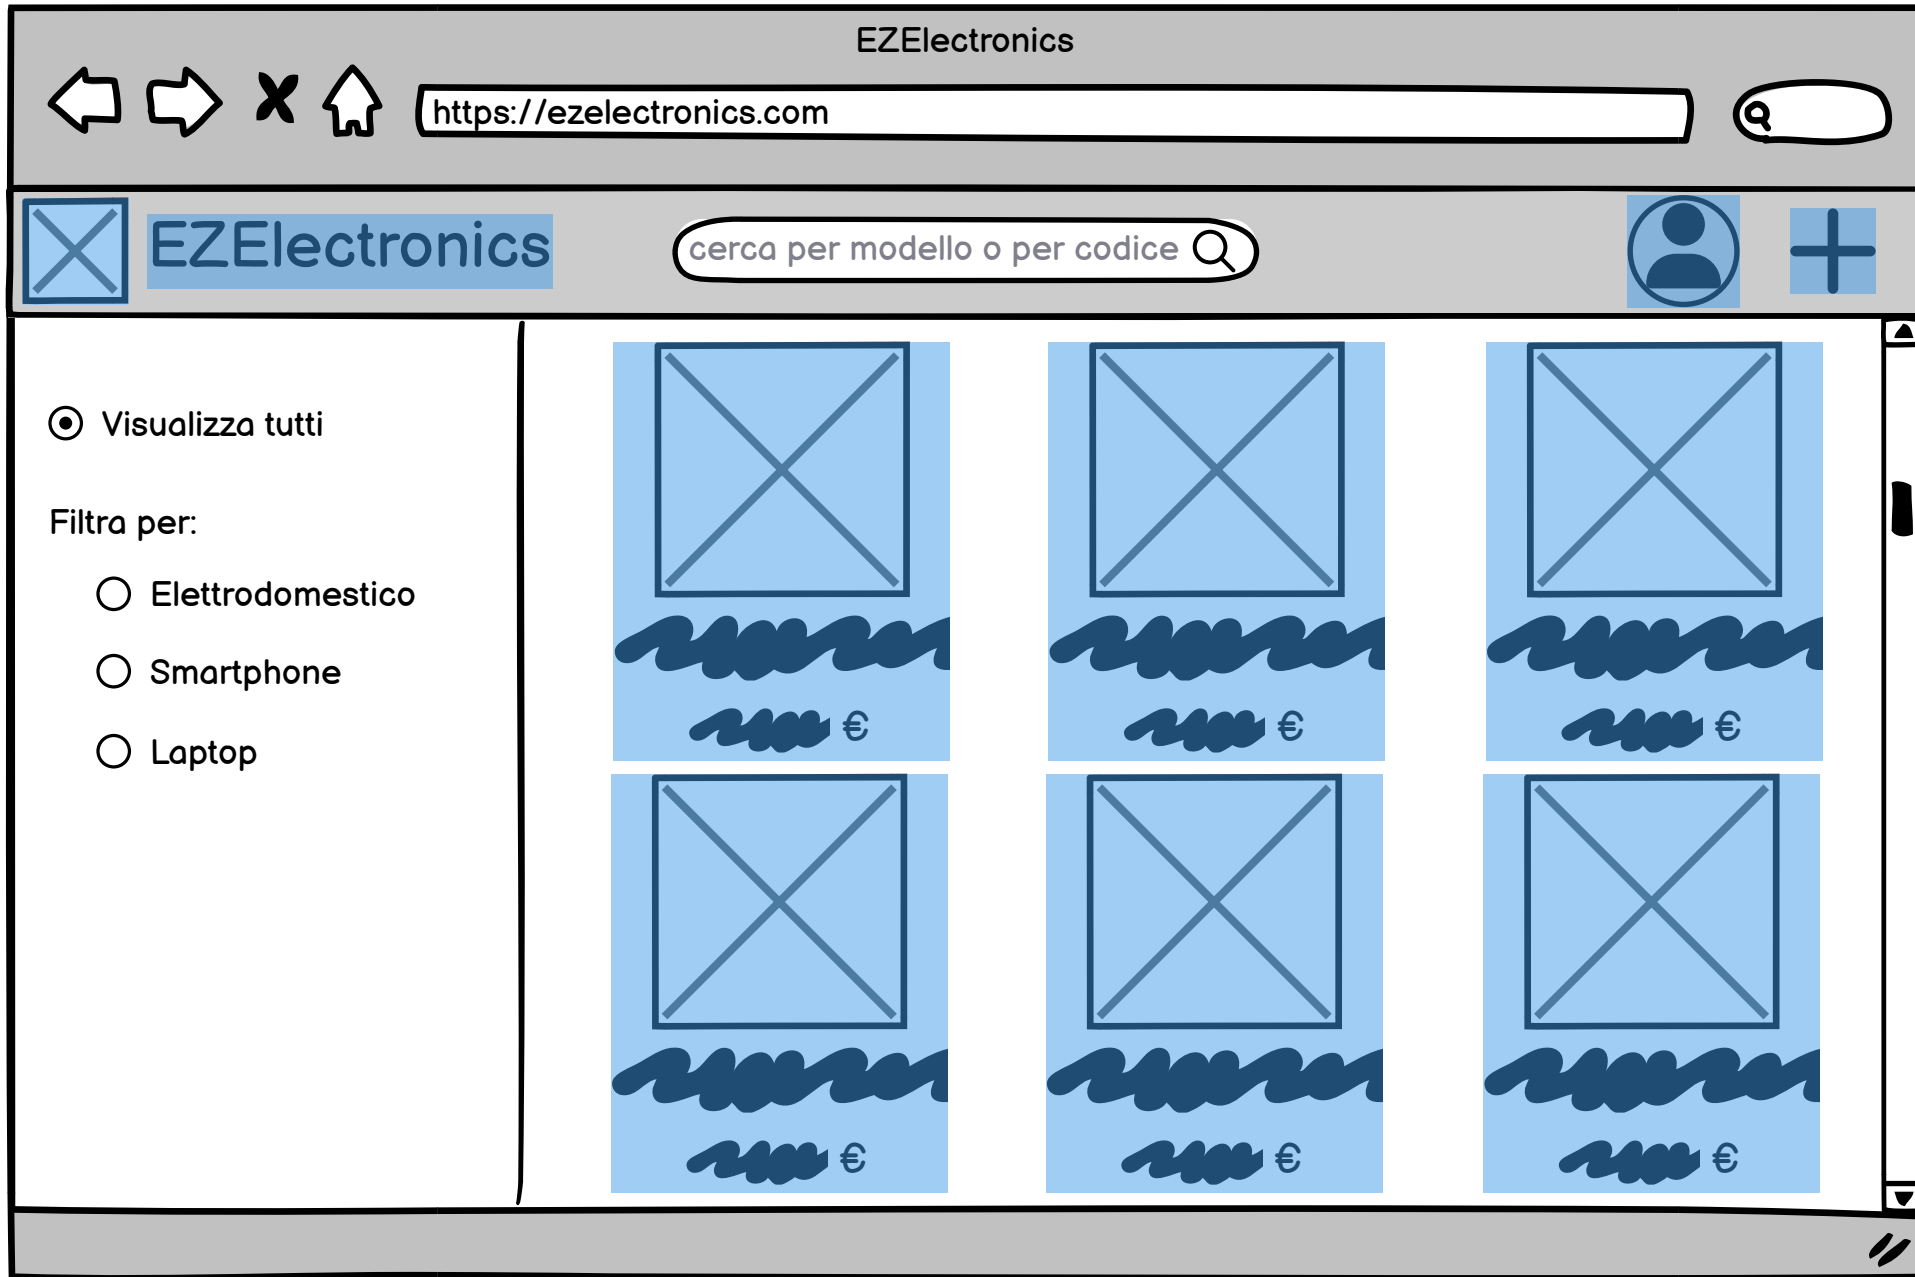 EZElectronics
https://ezelectronics.com
EZElectronics
cerca per modello o per codice
Visualizza tutti
Filtra per:
Elettrodomestico
Smartphone
Laptop
€
€
€
€
€
€